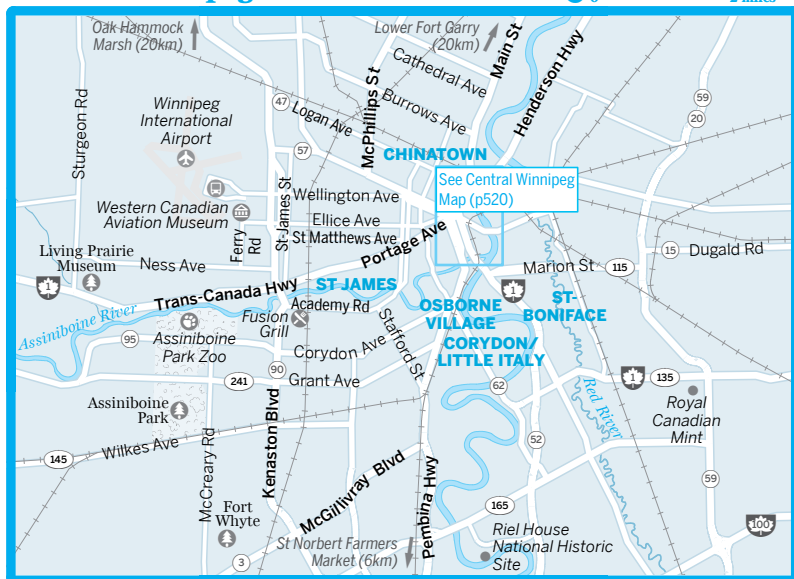 Oak Hammock
Marsh (20km)
Lower Fort Garry
(20km)
Main St
Henderson Hwy
Cathedral Ave
Burrows Ave
McPhillips St
Sturgeon Rd
Winnipeg
International
Airport
47
Logan Ave
57
59
20
CHINATOWN
See Central Winnipeg
Map (p520)
Wellington Ave
Western Canadian
Aviation Museum
Ferry
Rd
St-James St
Ellice Ave
St Matthews Ave
Portage Ave
Living Prairie
Museum
Ness Ave
1
Trans-Canada Hwy
ST JAMES
Marion St
115
15
Dugald Rd
Assiniboine River
Academy Rd
Fusion
Grill
Assiniboine
Park Zoo
95
Stafford St
OSBORNE
VILLAGE
1
ST-
BONIFACE
CORYDON/
LITTLE ITALY
Corydon Ave
90
241
Grant Ave
62
Red River
1
135
Royal
Canadian
Mint
Assiniboine
Park
145
Wilkes Ave
McCreary Rd
Kenaston Blvd
McGillivray Blvd
Pembina Hwy
52
59
165
100
Fort
Whyte
3
St Norbert Farmers
Market (6km)
Riel House
National Historic
Site